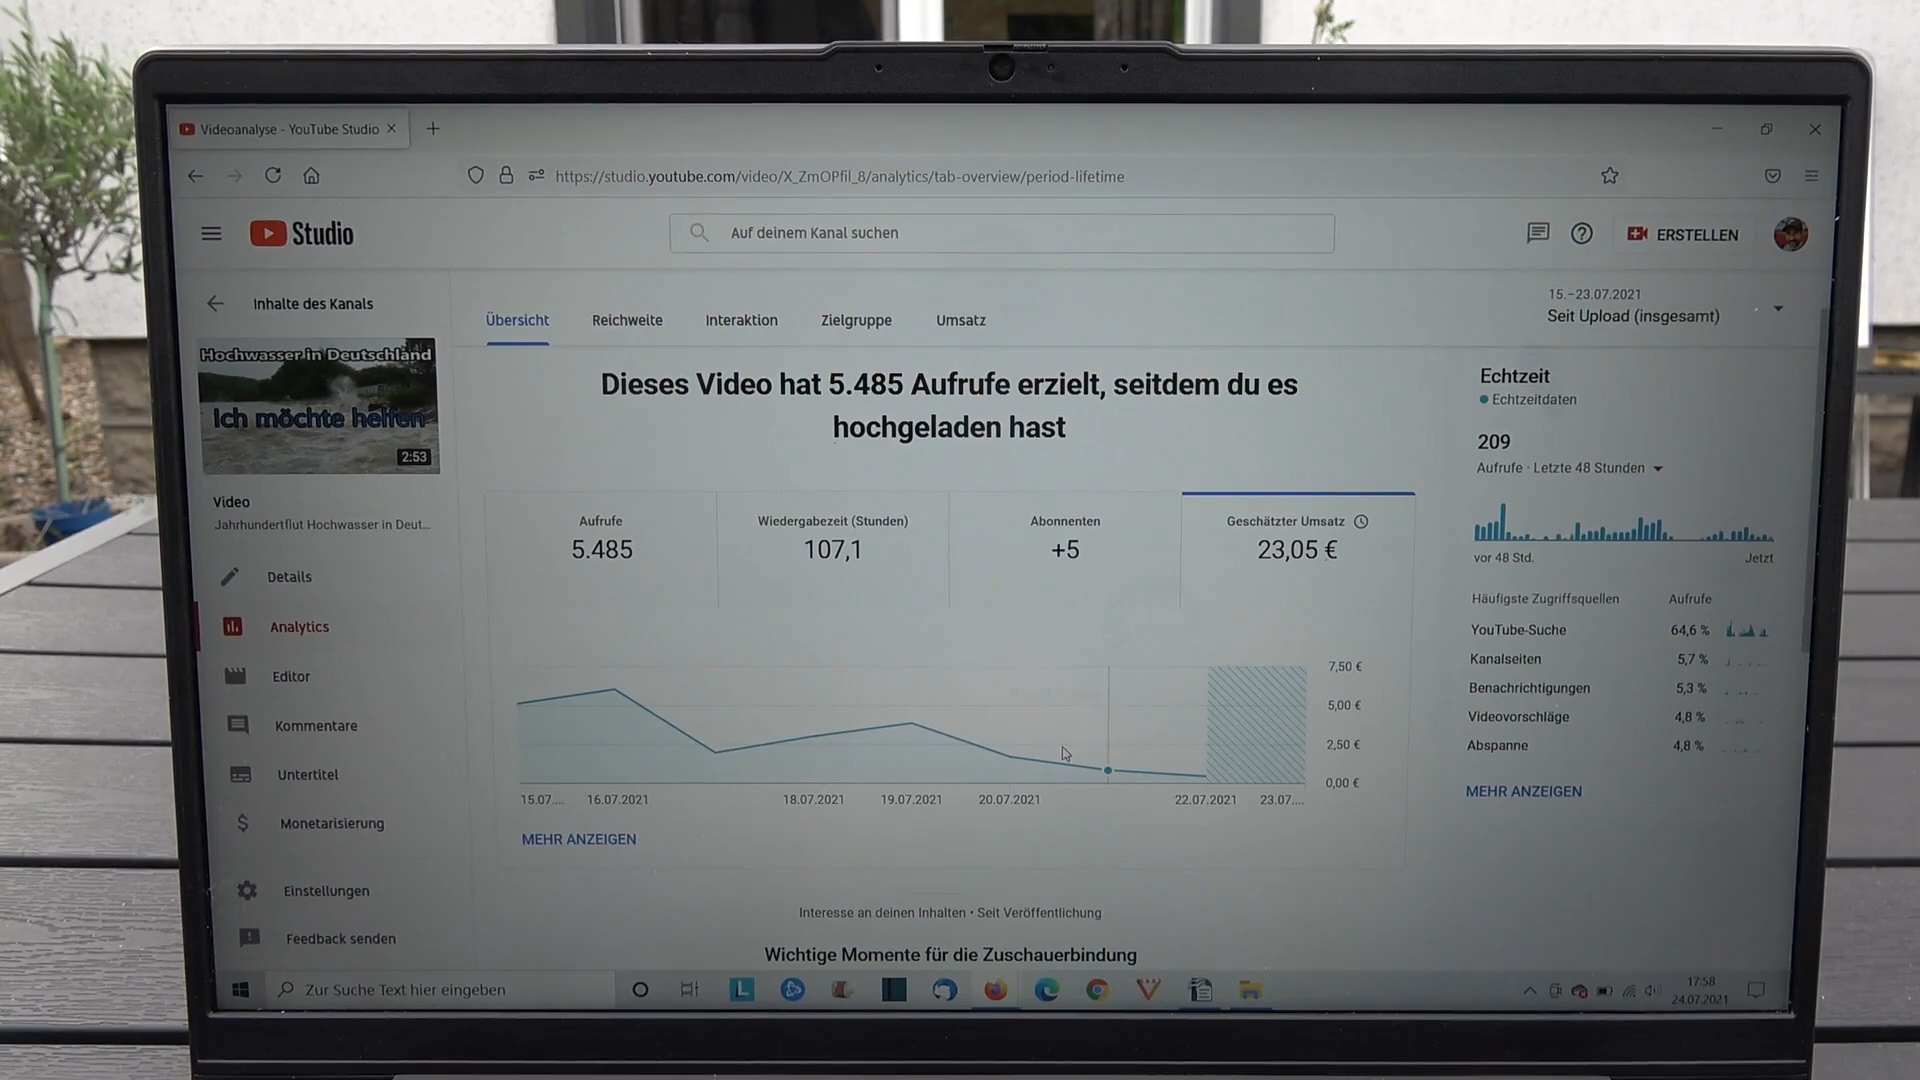 Videoanalyse - YouTube Studio
https://studio.youtube.com/video/X_ZmOPfil_8/analytics/tab-overview/period-lifetime
Studio
Auf deinem Kanal suchen
ERSTELLEN
Inhalte des Kanals
Übersicht
Reichweite
Interaktion
Zielgruppe
Umsatz
15.–23.07.2021
Seit Upload (insgesamt)
Hochwasser in Deutschland
Ich möchte helfen
2:53
Video
Jahrhundertflut Hochwasser in Deut...
Details
Analytics
Editor
Kommentare
Untertitel
Monetarisierung
Einstellungen
Feedback senden
Dieses Video hat 5.485 Aufrufe erzielt, seitdem du es
hochgeladen hast
Aufrufe
5.485
Wiedergabezeit (Stunden)
107,1
Abonnenten
+5
Geschätzter Umsatz
23,05 €
7,50 €
5,00 €
2,50 €
0,00 €
15.07.... 16.07.2021 18.07.2021 19.07.2021 20.07.2021 22.07.2021 23.07....
MEHR ANZEIGEN
Interesse an deinen Inhalten • Seit Veröffentlichung
Wichtige Momente für die Zuschauerbindung
Echtzeit
Echtzeitdaten
209
Aufrufe · Letzte 48 Stunden
vor 48 Std. Jetzt
Häufigste Zugriffsquellen Aufrufe
YouTube-Suche 64,6 %
Kanalseiten 5,7 %
Benachrichtigungen 5,3 %
Videovorschläge 4,8 %
Abspanne 4,8 %
MEHR ANZEIGEN
Zur Suche Text hier eingeben
L
17:58
24.07.2021